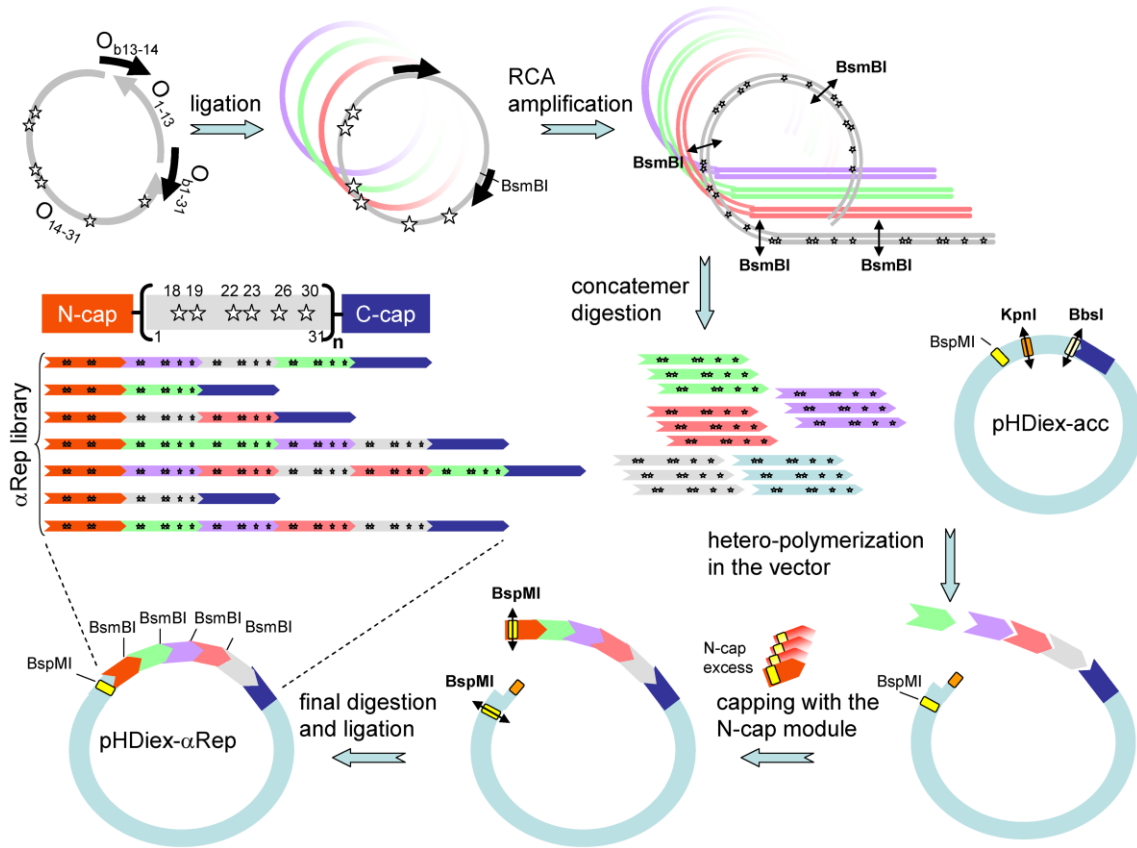 O b13-14
O 1-13
O b1-31
O 14-31
ligation
BsmBI
RCA
amplification
BsmBI
BsmBI
BsmBI
BsmBI
concatemer
digestion
N-cap
18 19 22 23 26 30
1
31
n
C-cap
αRep library
KpnI
BbsI
BspMI
pHDiex-acc
hetero-polymerization
in the vector
BspMI
N-cap
excess
capping with the
N-cap module
BspMI
BspMI
final digestion
and ligation
BsmBI
BsmBI
BsmBI
BsmBI
BspMI
pHDiex-αRep